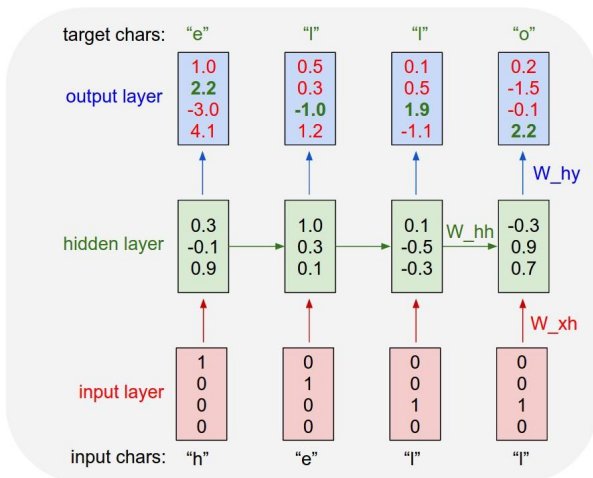 target chars: “e” “l” “l” “o”
output layer
1.0 0.5 0.1 0.2
2.2 0.3 0.5 -1.5
-3.0 -1.0 1.9 -0.1
4.1 1.2 -1.1 2.2
W_hy
hidden layer
0.3 1.0 0.1 -0.3
-0.1 0.3 -0.5 0.9
0.9 0.1 -0.3 0.7
W_hh
W_xh
input layer
1 0 0 0
0 1 0 0
0 0 1 1
0 0 0 0
input chars: “h” “e” “l” “l”